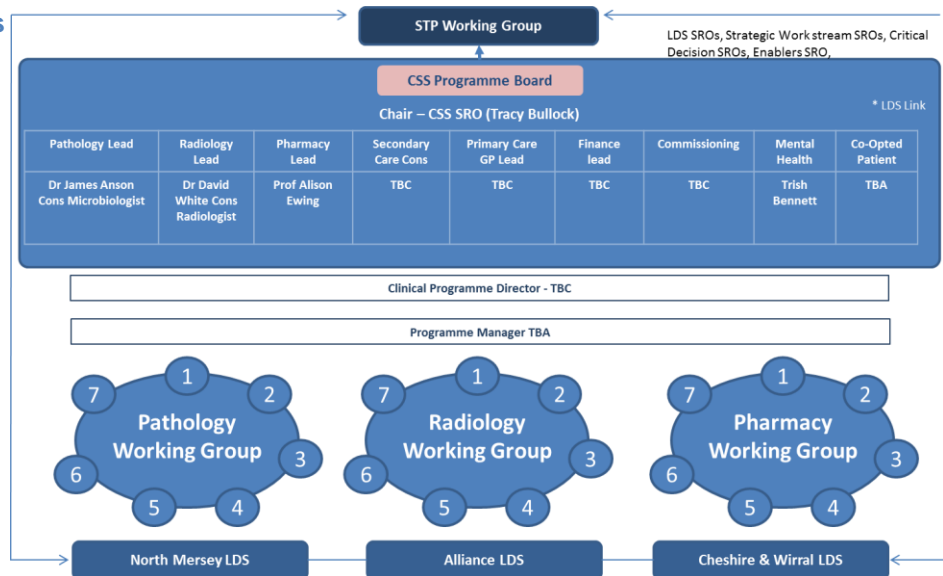 s
STP Working Group
LDS SROs, Strategic Work stream SROs, Critical
Decision SROs, Enablers SRO,
CSS Programme Board
Chair – CSS SRO (Tracy Bullock)
* LDS Link
Pathology Lead
Radiology
Lead
Pharmacy
Lead
Secondary
Care Cons
Primary Care
GP Lead
Finance
lead
Commissioning
Mental
Health
Co-Opted
Patient
Dr James Anson
Cons Microbiologist
Dr David
White Cons
Radiologist
Prof Alison
Ewing
TBC
TBC
TBC
TBC
Trish
Bennett
TBA
Clinical Programme Director - TBC
Programme Manager TBA
1
2
3
4
5
6
7
Pathology
Working Group
1
2
3
4
5
6
7
Radiology
Working Group
1
2
3
4
5
6
7
Pharmacy
Working Group
North Mersey LDS
Alliance LDS
Cheshire & Wirral LDS